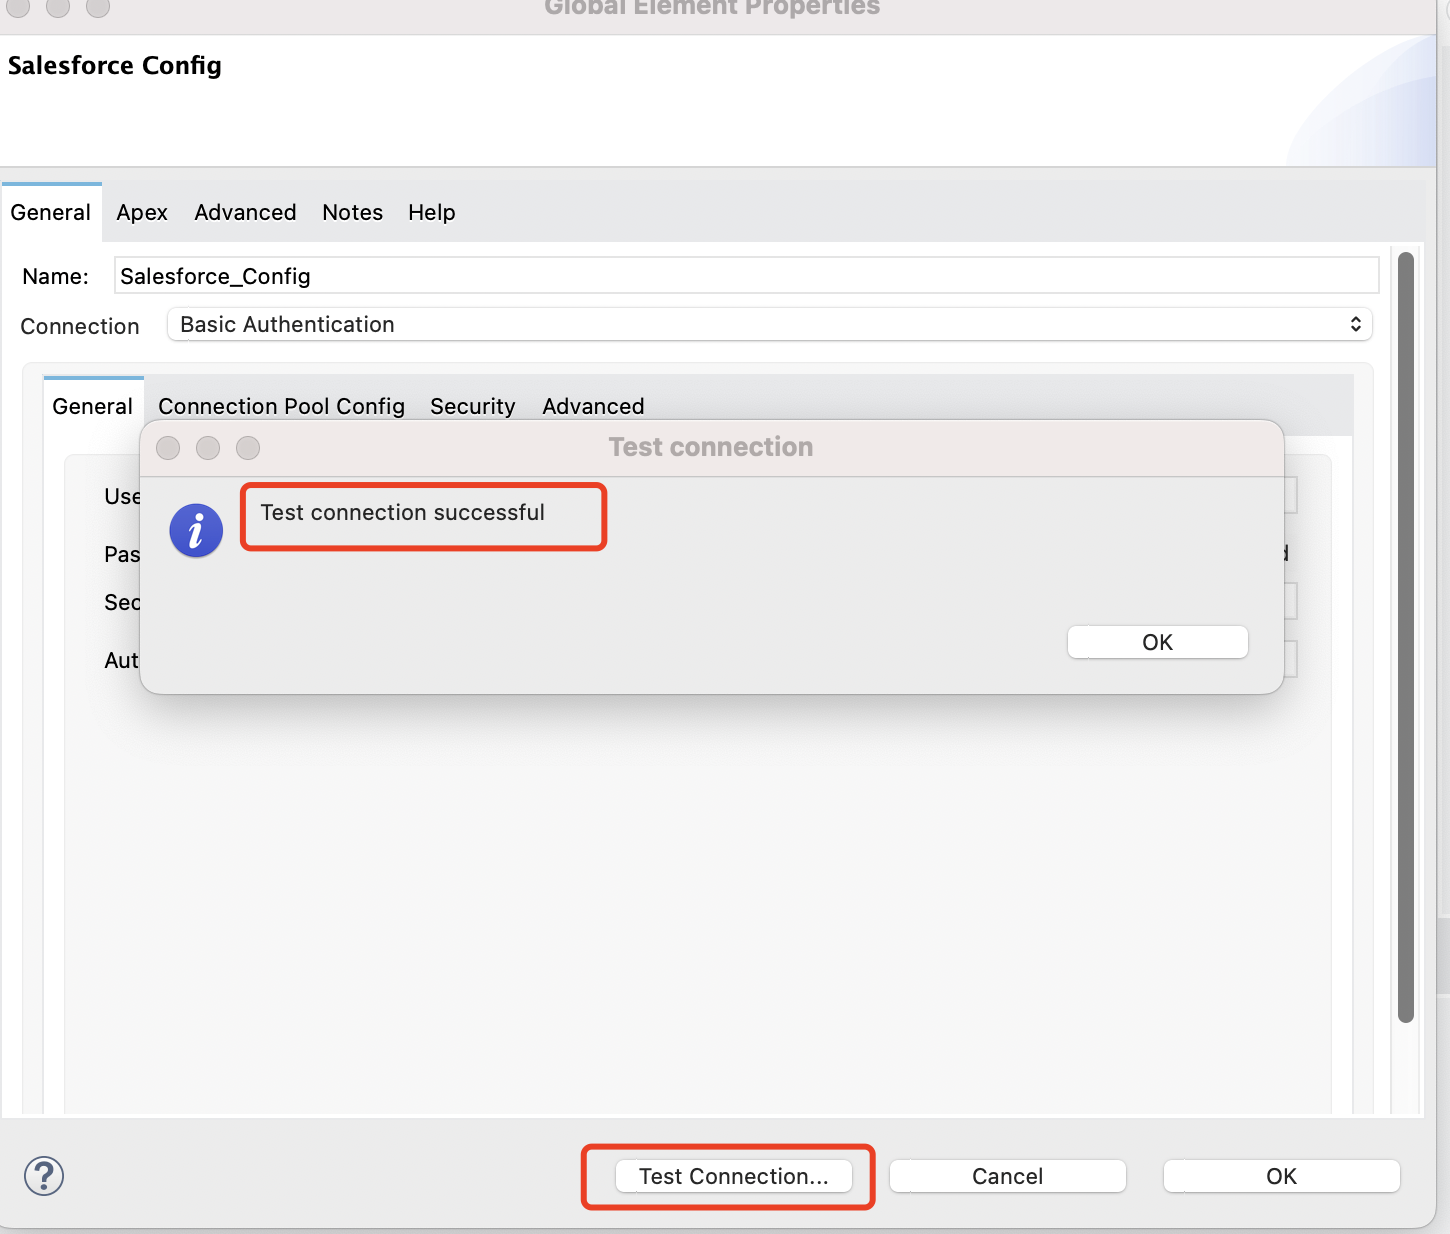 Global Element Properties
Salesforce Config
General Apex Advanced Notes Help
Name: Salesforce_Config
Connection Basic Authentication
General Connection Pool Config Security Advanced
Test connection
Use
Test connection successful
Pas
Sec
OK
Aut
? Test Connection... Cancel OK